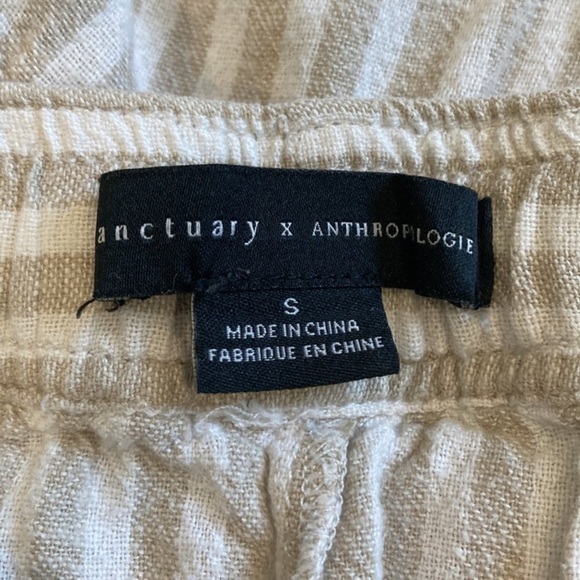 anctuary x ANTHROPOLOGIE
S
MADE IN CHINA
FABRIQUE EN CHINE